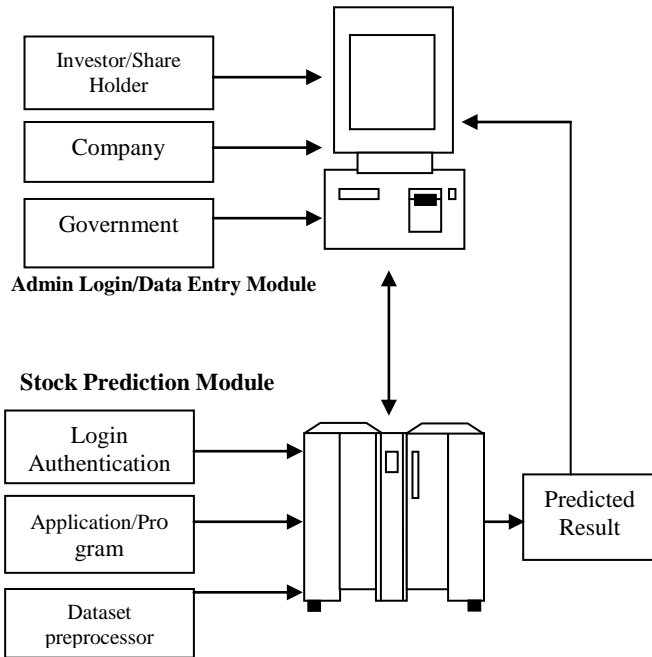 Investor/Share
Holder
Company
Government
Admin Login/Data Entry Module
Stock Prediction Module
Login
Authentication
Application/Pro
gram
Dataset
preprocessor
Predicted
Result